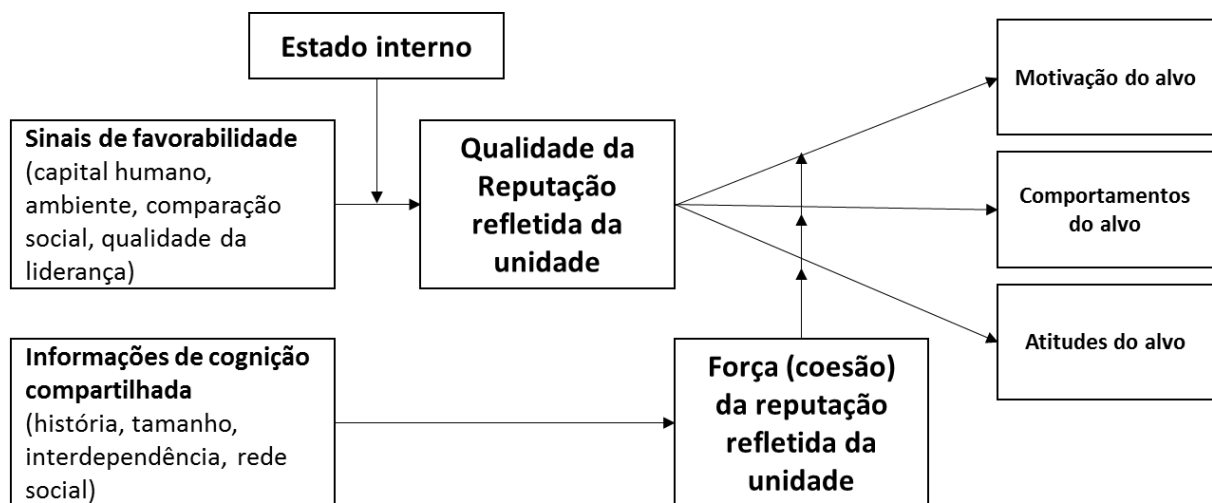 Estado interno
Sinais de favorabilidade
(capital humano,
ambiente, comparação
social, qualidade da
liderança)
Qualidade da
Reputação
refletida da
unidade
Motivação do alvo
Comportamentos
do alvo
Atitudes do alvo
Informações de cognição
compartilhada
(história, tamanho,
interdependência, rede
social)
Força (coesão)
da reputação
refletida da
unidade